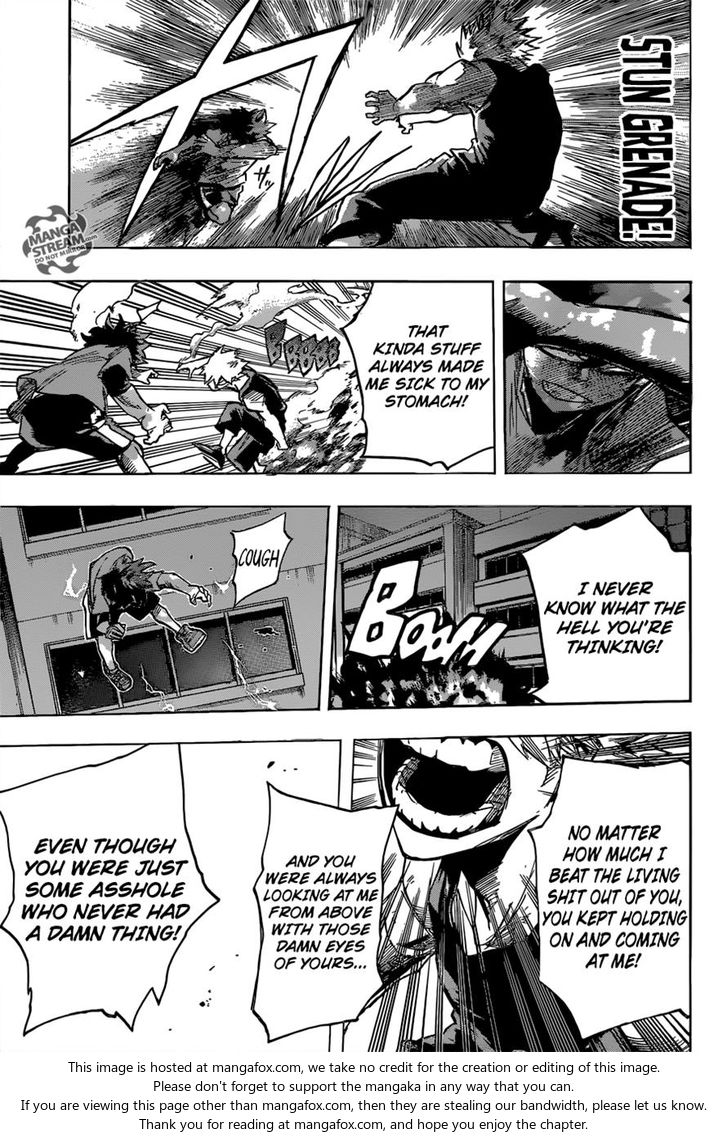 STUN GRENADE!
MANGA
STREAM.com
DO NOT MIRROR
THAT
KINDA STUFF
ALWAYS MADE
ME SICK TO MY
STOMACH!
I NEVER
KNOW WHAT THE
HELL YOU'RE
THINKING!
BOOM
COUGH
NO MATTER
HOW MUCH I
BEAT THE LIVING
SHIT OUT OF YOU,
YOU KEPT HOLDING
ON AND COMING
AT ME!
AND YOU
WERE ALWAYS
LOOKING AT ME
FROM ABOVE
WITH THOSE
DAMN EYES
OF YOURS...
EVEN THOUGH
YOU WERE JUST
SOME ASSHOLE
WHO NEVER HAD
A DAMN THING!
This image is hosted at mangafox.com, we take no credit for the creation or editing of this image.
Please don't forget to support the mangaka in any way that you can.
If you are viewing this page other than mangafox.com, then they are stealing our bandwidth, please let us know.
Thank you for reading at mangafox.com, and hope you enjoy the chapter.